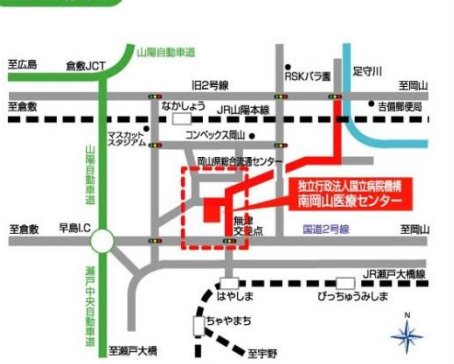 山陽自動車道
至広島
倉敷JCT
RSKバラ園
足守川
旧2号線
至岡山
至倉敷
なかしょう
JR山陽本線
吉備郵便局
マスカット
スタジアム
コンベックス岡山
岡山県総合流通センター
山陽自動車道
独立行政法人国立病院機構
南岡山医療センター
無津
交差点
至倉敷
早島I.C
国道2号線
至岡山
JR瀬戸大橋線
はやしま
びっちゅうみしま
瀬戸中央自動車道
ちゃやまち
N
至瀬戸大橋
至宇野